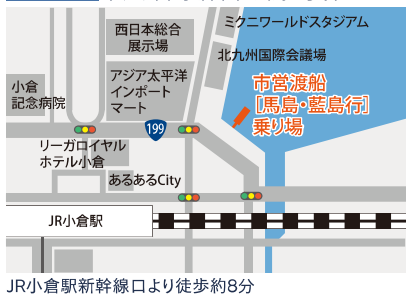 ミクニワールドスタジアム
西日本総合
展示場
北九州国際会議場
アジア太平洋
インポート
マート
市営渡船
[馬島・藍島行]
乗り場
小倉
記念病院
199
リーガロイヤル
ホテル小倉
あるあるCity
JR小倉駅
JR小倉駅新幹線口より徒歩約8分